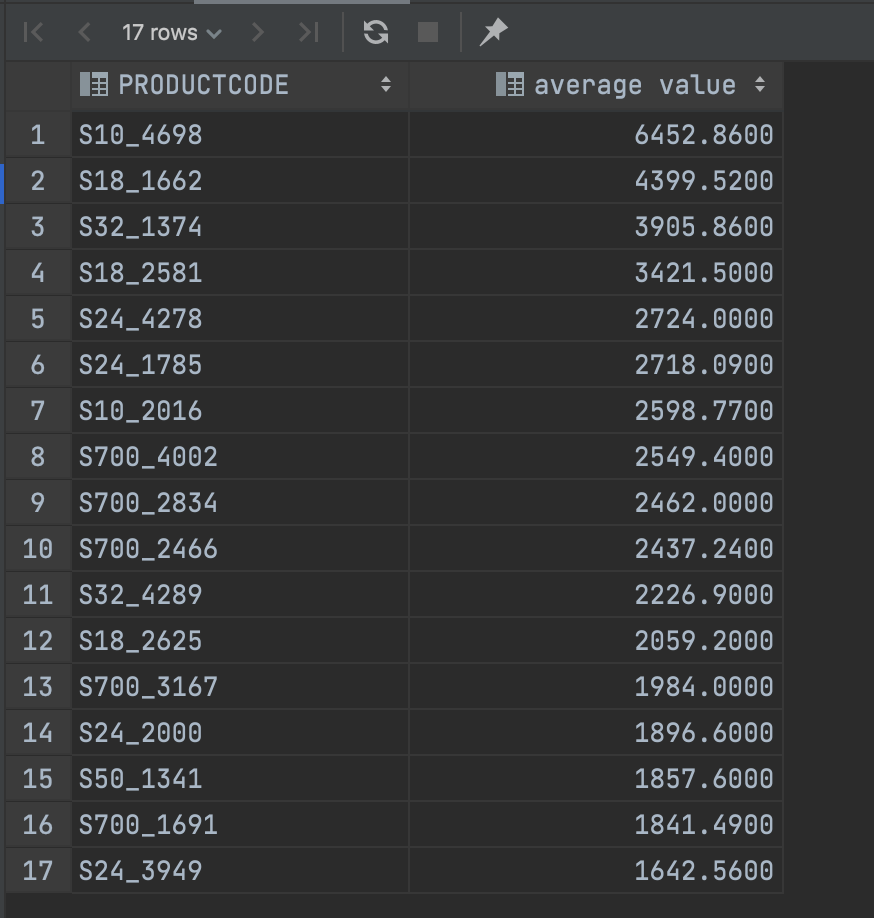 17 rows
PRODUCTCODE average value
1 S10_4698 6452.8600
2 S18_1662 4399.5200
3 S32_1374 3905.8600
4 S18_2581 3421.5000
5 S24_4278 2724.0000
6 S24_1785 2718.0900
7 S10_2016 2598.7700
8 S700_4002 2549.4000
9 S700_2834 2462.0000
10 S700_2466 2437.2400
11 S32_4289 2226.9000
12 S18_2625 2059.2000
13 S700_3167 1984.0000
14 S24_2000 1896.6000
15 S50_1341 1857.6000
16 S700_1691 1841.4900
17 S24_3949 1642.5600